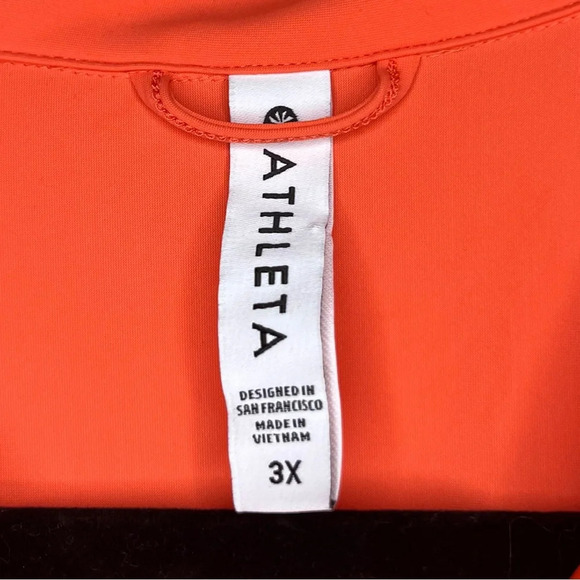 ATHLETA
DESIGNED IN
SAN FRANCISCO
MADE IN
VIETNAM
3X